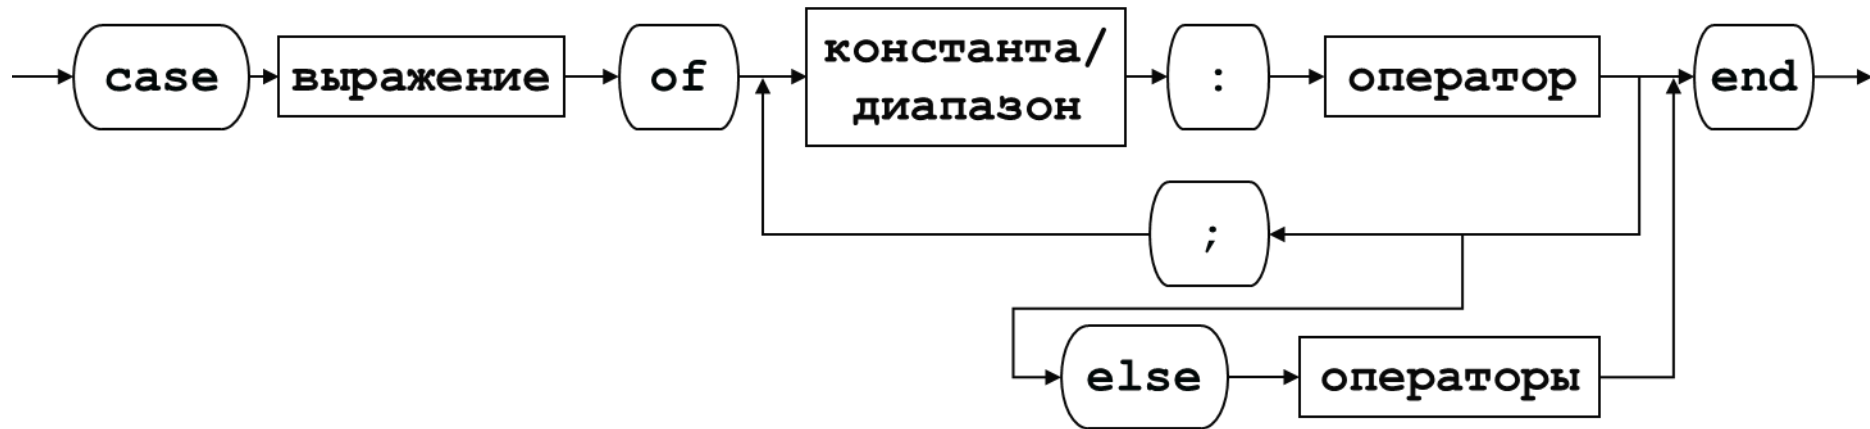 case
выражение
of
константа/
диапазон
:
оператор
end
;
else
операторы